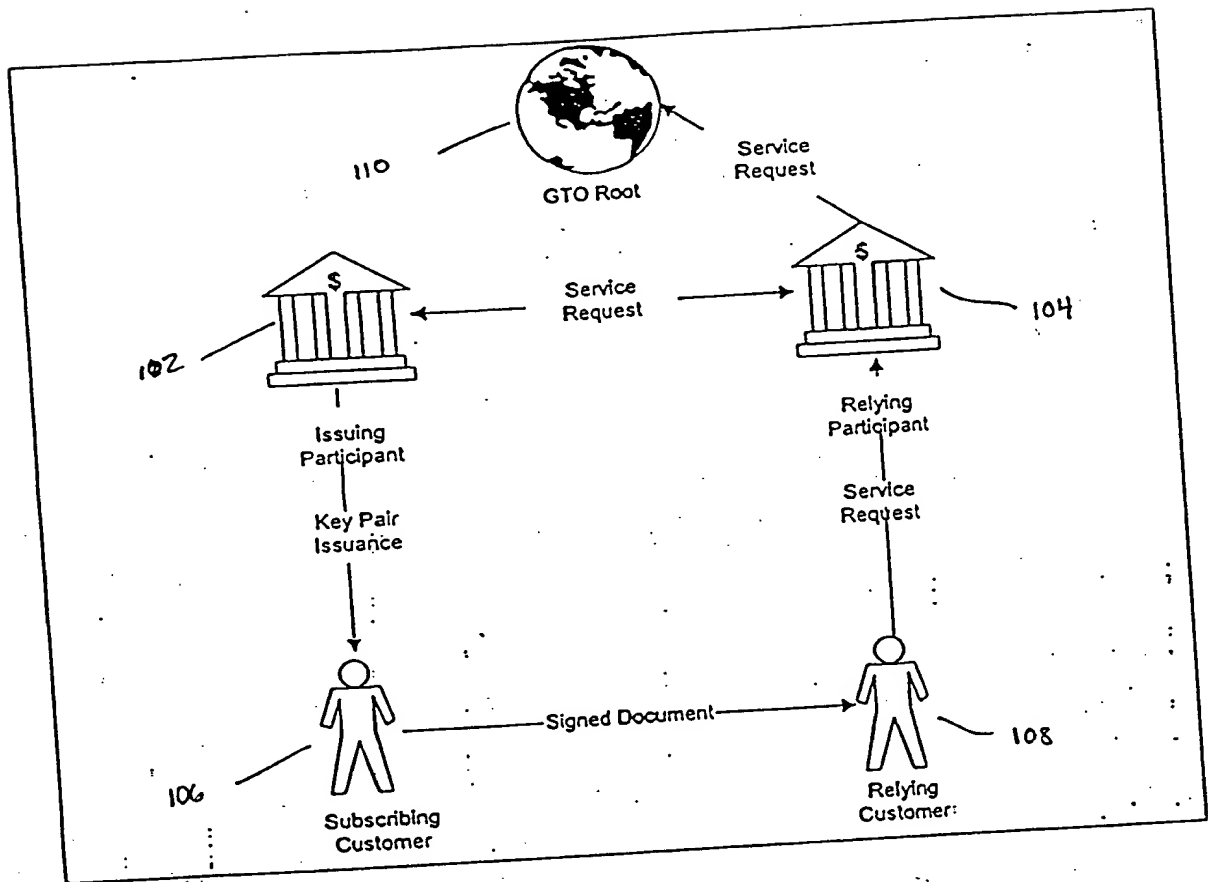 110
GTO Root
Service
Request
$
Service
Request
$
102
104
Issuing
Participant
Relying
Participant
Key Pair
Issuance
Service
Request
Signed Document
106
108
Subscribing
Customer
Relying
Customer